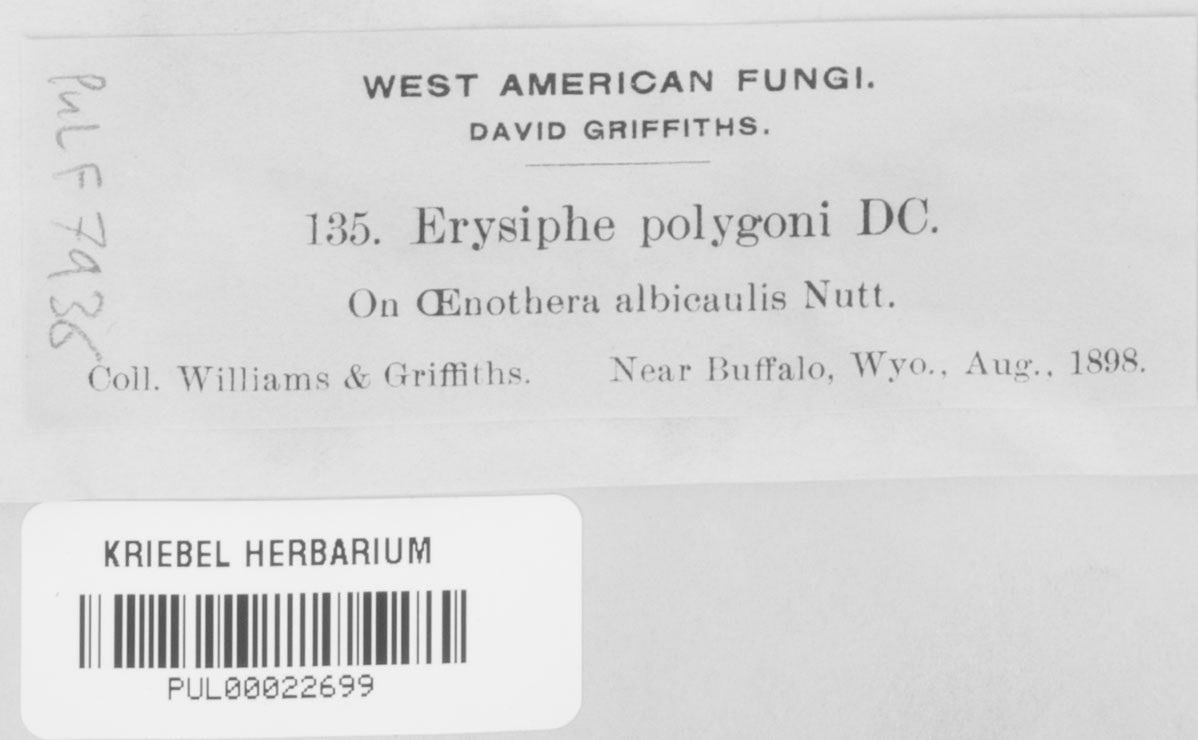 WEST AMERICAN FUNGI.
DAVID GRIFFITHS.
135. Erysiphe polygoni DC.
On Œnothera albicaulis Nutt.
Coll. Williams & Griffiths. Near Buffalo, Wyo., Aug., 1898.
PUL F 7936
KRIEBEL HERBARIUM
PUL00022699